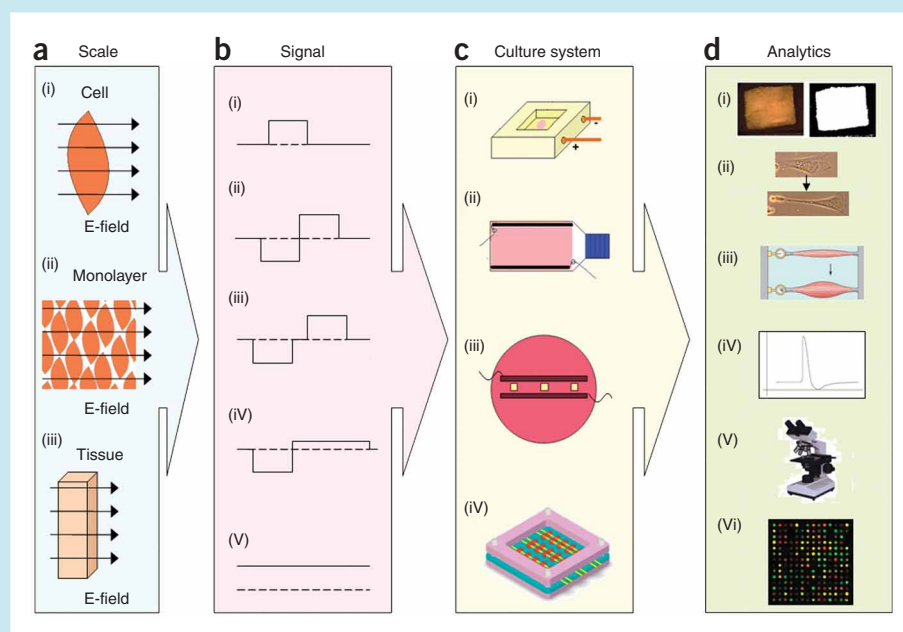 a Scale
(i)
Cell
E-field
(ii)
Monolayer
E-field
(iii)
Tissue
E-field
b Signal
(i)
(ii)
(iii)
(iV)
(V)
c Culture system
(i)
-
+
(ii)
(iii)
(iV)
d Analytics
(i)
(ii)
(iii)
(iV)
(V)
(Vi)